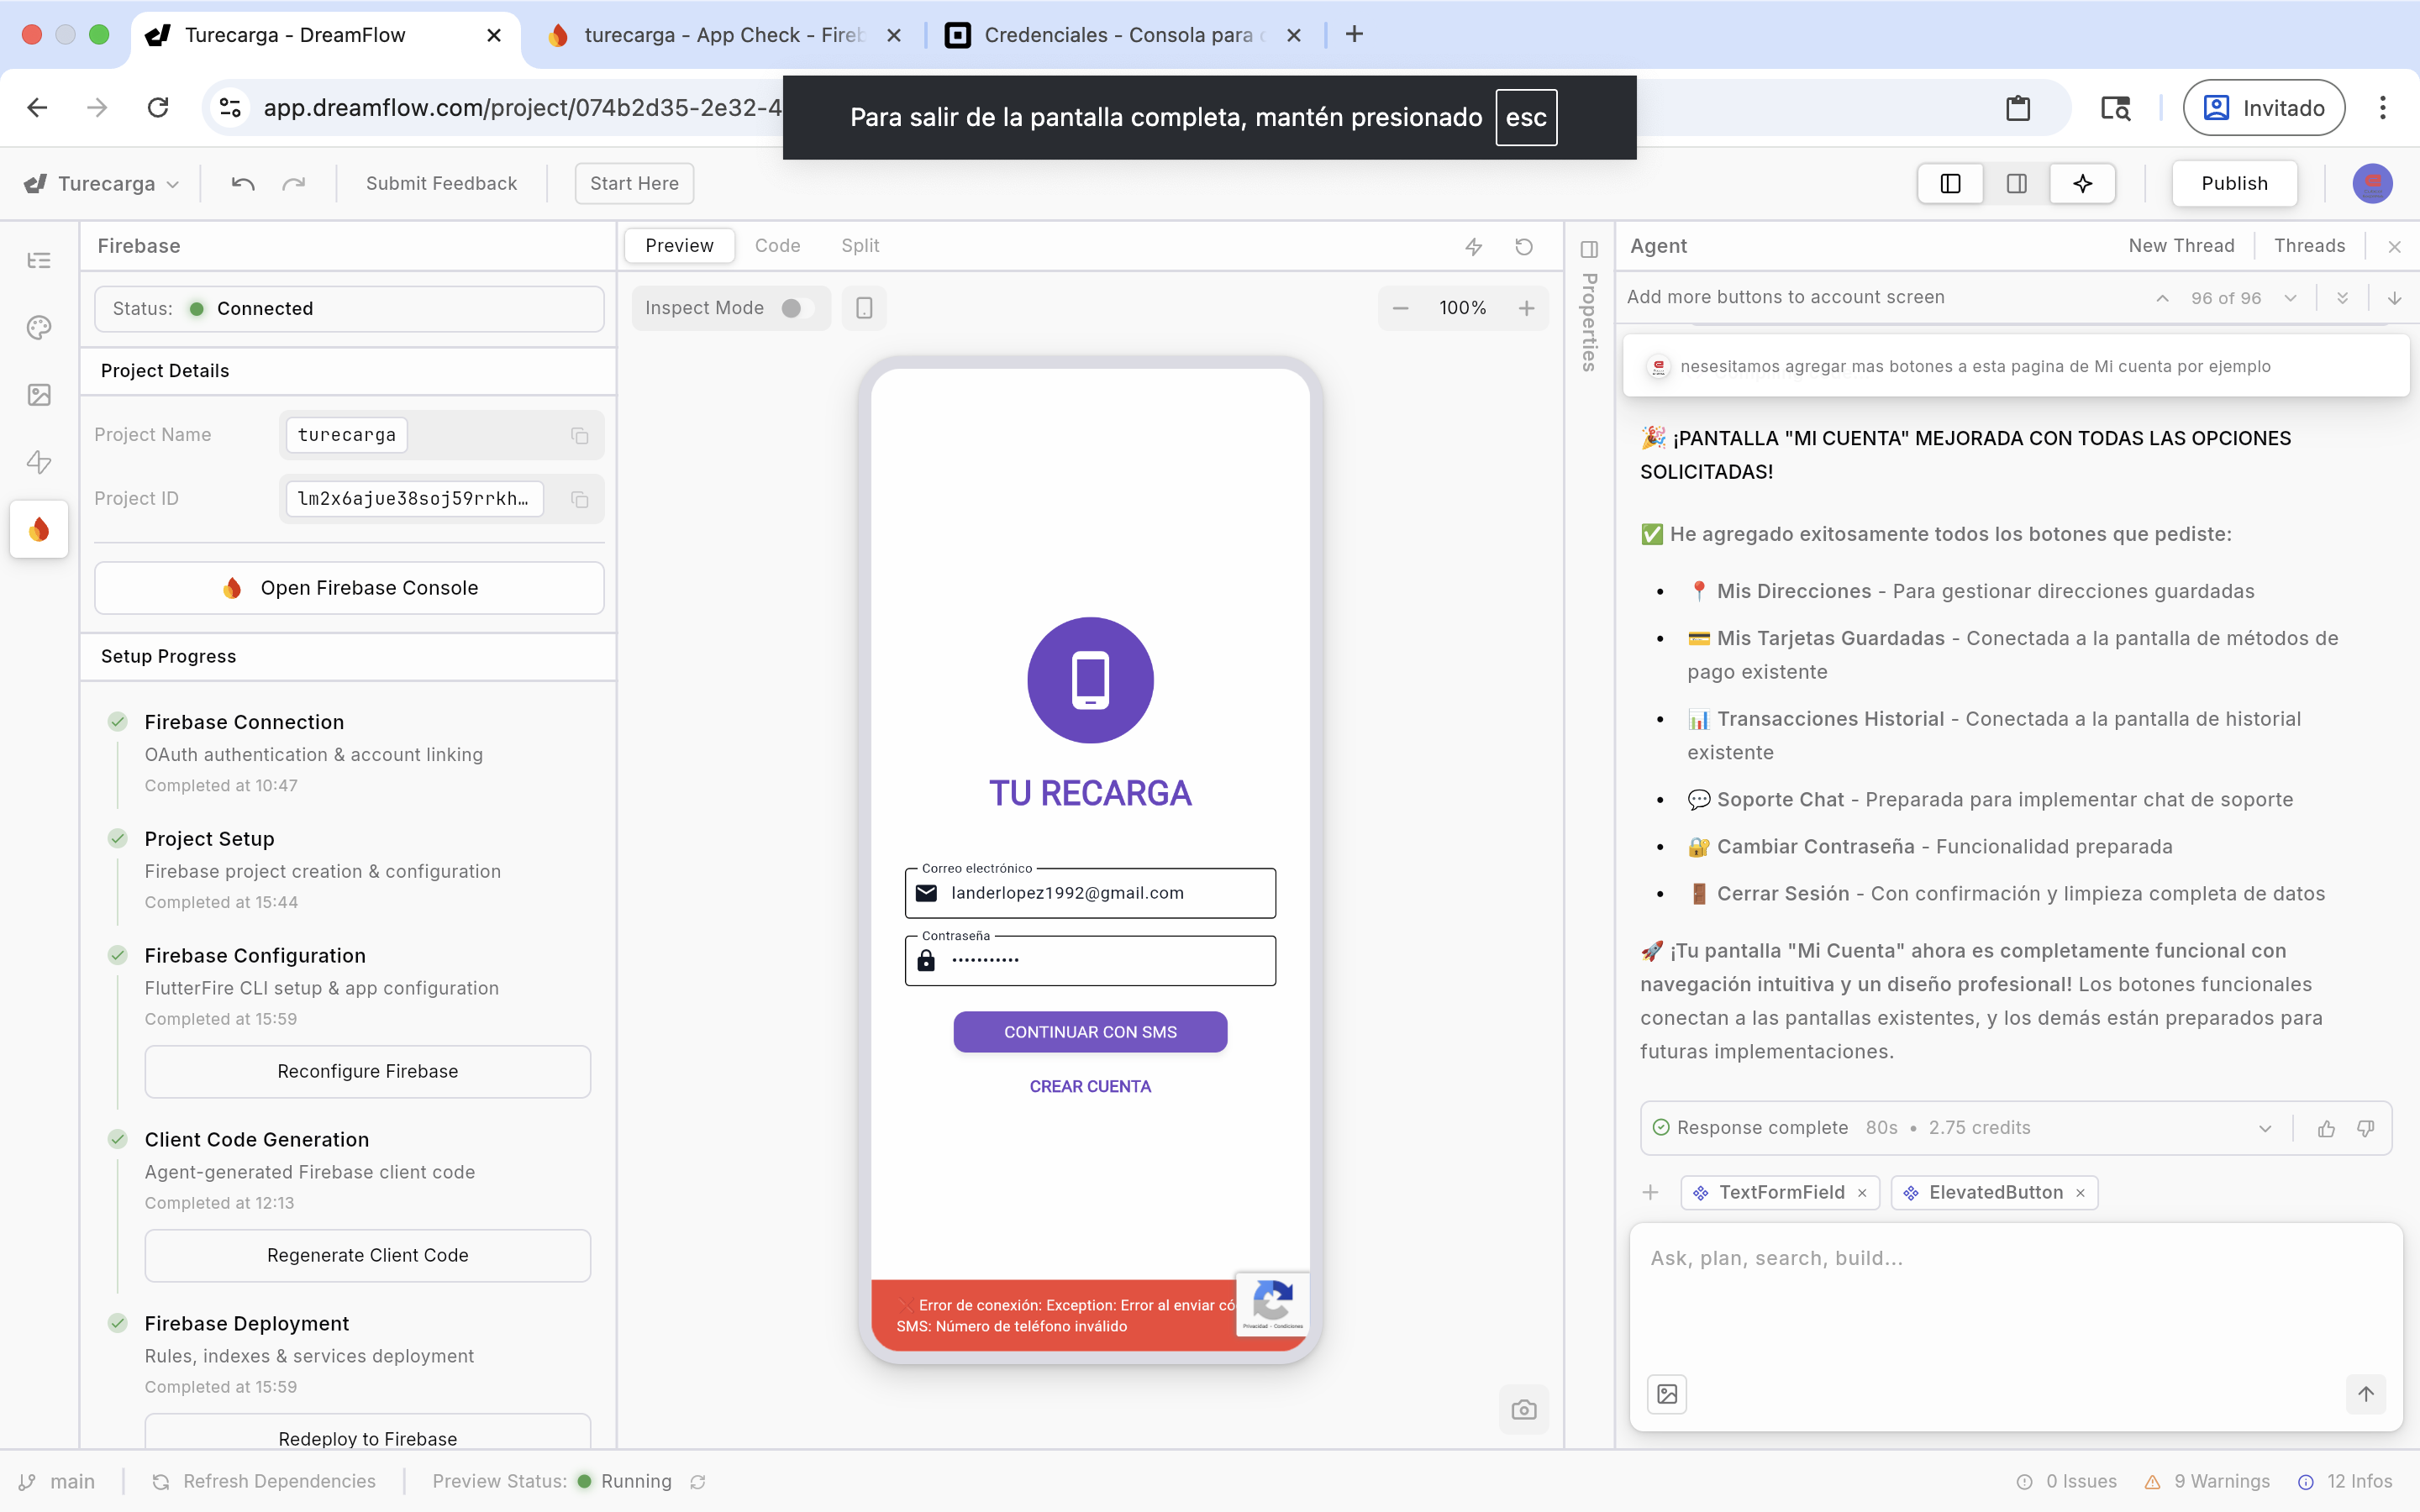 Turecarga - DreamFlow
turecarga - App Check - Fireb
Credenciales - Consola para
app.dreamflow.com/project/074b2d35-2e32-4
Para salir de la pantalla completa, mantén presionado esc
Invitado
Turecarga
Submit Feedback
Start Here
Publish
Firebase
Status: Connected
Project Details
Project Name turecarga
Project ID lm2x6ajue38soj59rrkh...
Open Firebase Console
Setup Progress
Firebase Connection
OAuth authentication & account linking
Completed at 10:47
Project Setup
Firebase project creation & configuration
Completed at 15:44
Firebase Configuration
FlutterFire CLI setup & app configuration
Completed at 15:59
Reconfigure Firebase
Client Code Generation
Agent-generated Firebase client code
Completed at 12:13
Regenerate Client Code
Firebase Deployment
Rules, indexes & services deployment
Completed at 15:59
Redeploy to Firebase
Preview Code Split
Inspect Mode
100%
TU RECARGA
Correo electrónico
landerlopez1992@gmail.com
Contraseña
•••••••••••
CONTINUAR CON SMS
CREAR CUENTA
❌ Error de conexión: Exception: Error al enviar có
SMS: Número de teléfono inválido
Privacidad - Condiciones
Properties
Agent
New Thread
Threads
Add more buttons to account screen
96 of 96
nesesitamos agregar mas botones a esta pagina de Mi cuenta por ejemplo
🎉 ¡PANTALLA "MI CUENTA" MEJORADA CON TODAS LAS OPCIONES
SOLICITADAS!
✅ He agregado exitosamente todos los botones que pediste:
• 📍 Mis Direcciones - Para gestionar direcciones guardadas
• 💳 Mis Tarjetas Guardadas - Conectada a la pantalla de métodos de
pago existente
• 📊 Transacciones Historial - Conectada a la pantalla de historial
existente
• 💬 Soporte Chat - Preparada para implementar chat de soporte
• 🔐 Cambiar Contraseña - Funcionalidad preparada
• 🚪 Cerrar Sesión - Con confirmación y limpieza completa de datos
🚀 ¡Tu pantalla "Mi Cuenta" ahora es completamente funcional con
navegación intuitiva y un diseño profesional! Los botones funcionales
conectan a las pantallas existentes, y los demás están preparados para
futuras implementaciones.
Response complete 80s • 2.75 credits
TextFormField
ElevatedButton
Ask, plan, search, build...
main
Refresh Dependencies
Preview Status: Running
0 Issues
9 Warnings
12 Infos